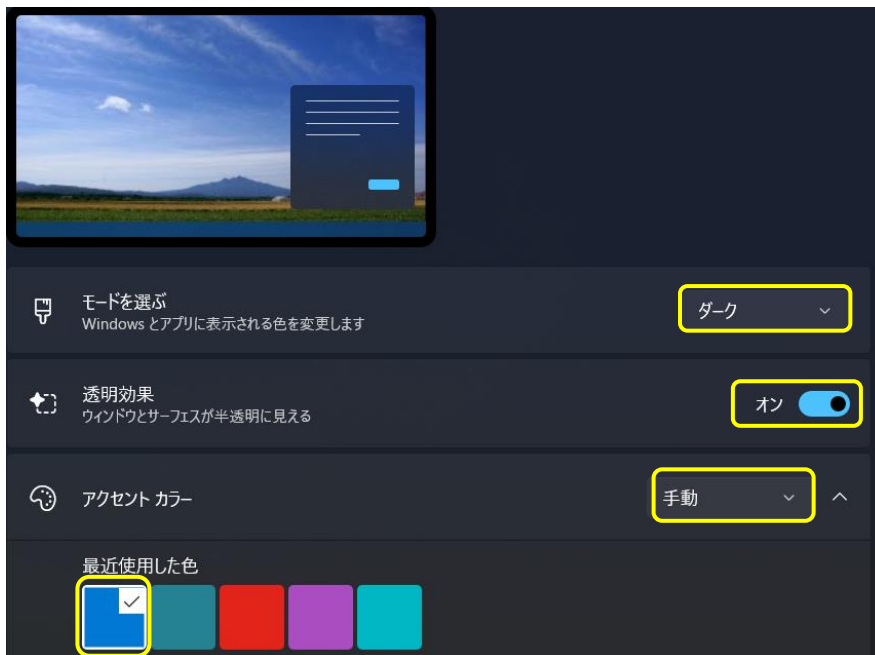 モードを選ぶ
Windows とアプリに表示される色を変更します
ダーク
透明効果
ウィンドウとサーフェスが半透明に見える
オン
アクセント カラー
手動
最近使用した色